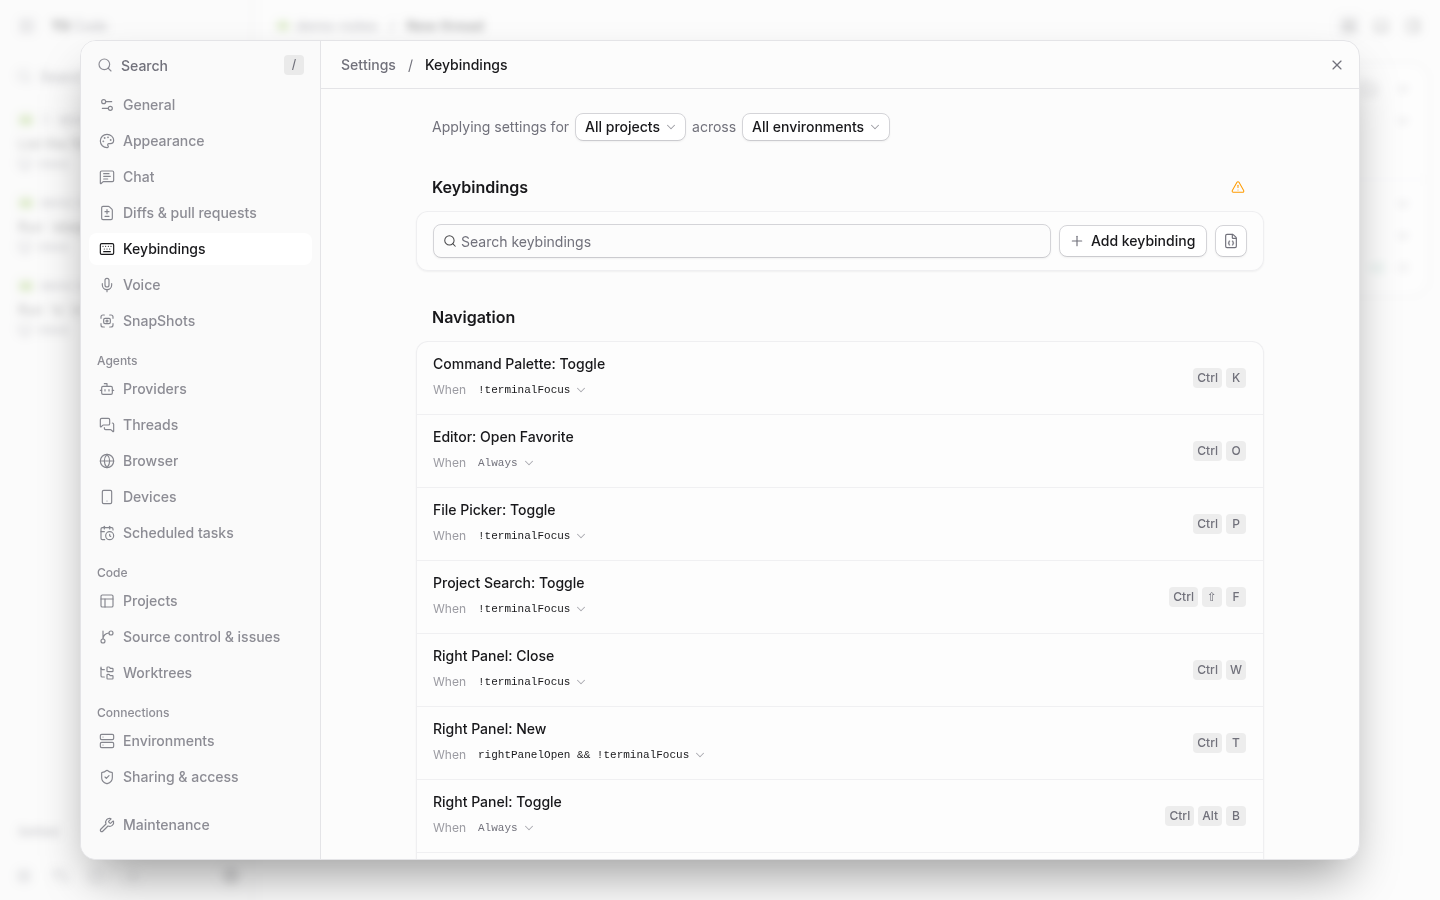 Search /
Settings / Keybindings
General
Appearance
Chat
Diffs & pull requests
Keybindings
Voice
SnapShots
Agents
Providers
Threads
Browser
Devices
Scheduled tasks
Code
Projects
Source control & issues
Worktrees
Connections
Environments
Sharing & access
Maintenance
Applying settings for All projects across All environments
Keybindings
Search keybindings
Add keybinding
Navigation
Command Palette: Toggle
When !terminalFocus
Ctrl K
Editor: Open Favorite
When Always
Ctrl O
File Picker: Toggle
When !terminalFocus
Ctrl P
Project Search: Toggle
When !terminalFocus
Ctrl ⇧ F
Right Panel: Close
When !terminalFocus
Ctrl W
Right Panel: New
When rightPanelOpen && !terminalFocus
Ctrl T
Right Panel: Toggle
When Always
Ctrl Alt B